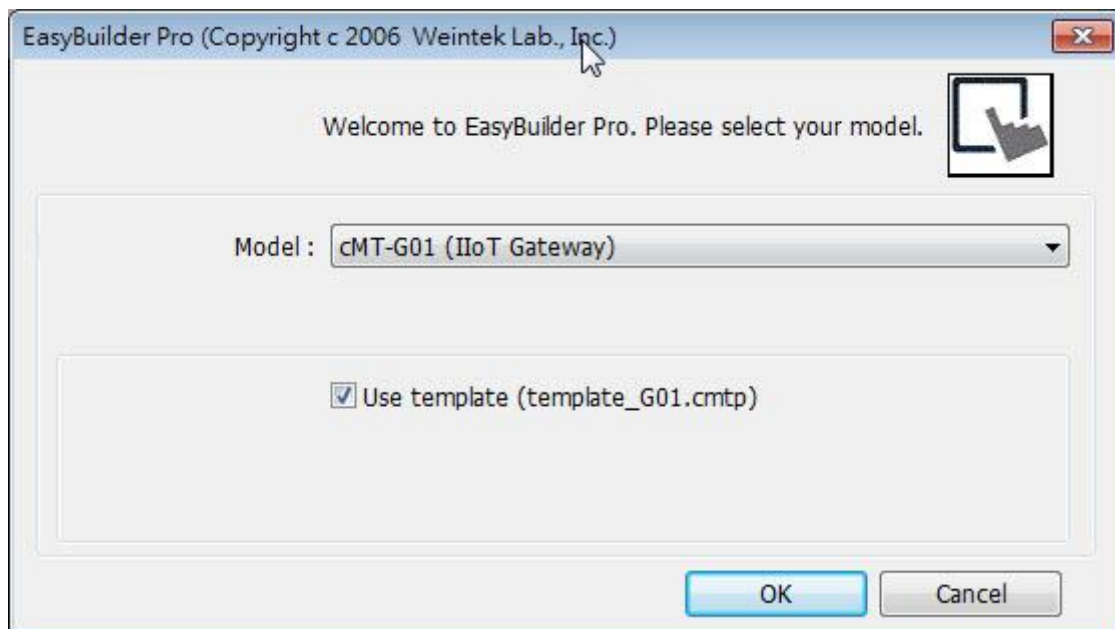 EasyBuilder Pro (Copyright c 2006 Weintek Lab., Inc.)
Welcome to EasyBuilder Pro. Please select your model.
Model : cMT-G01 (IIoT Gateway)
Use template (template_G01.cmtp)
OK Cancel